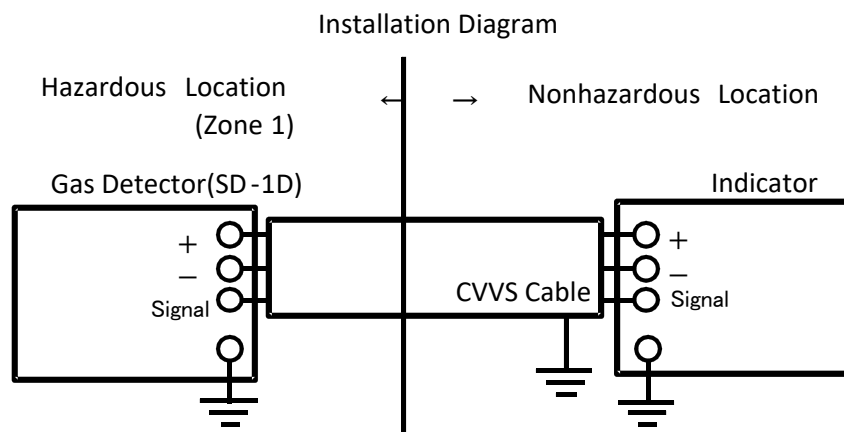 Installation Diagram
Hazardous Location
(Zone 1)
← →
Nonhazardous Location
Gas Detector(SD-1D)
Indicator
+
−
Signal
CVVS Cable
+
−
Signal